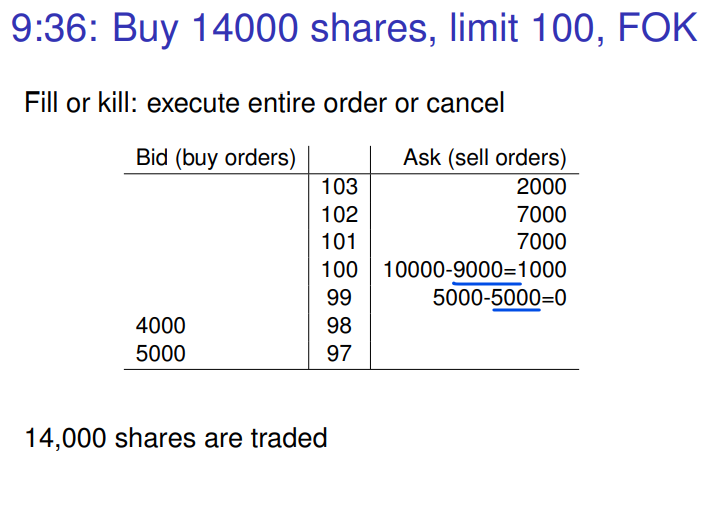 9:36: Buy 14000 shares, limit 100, FOK
Fill or kill: execute entire order or cancel
Bid (buy orders) Ask (sell orders)
103 2000
102 7000
101 7000
100 10000-9000=1000
99 5000-5000=0
4000 98
5000 97
14,000 shares are traded